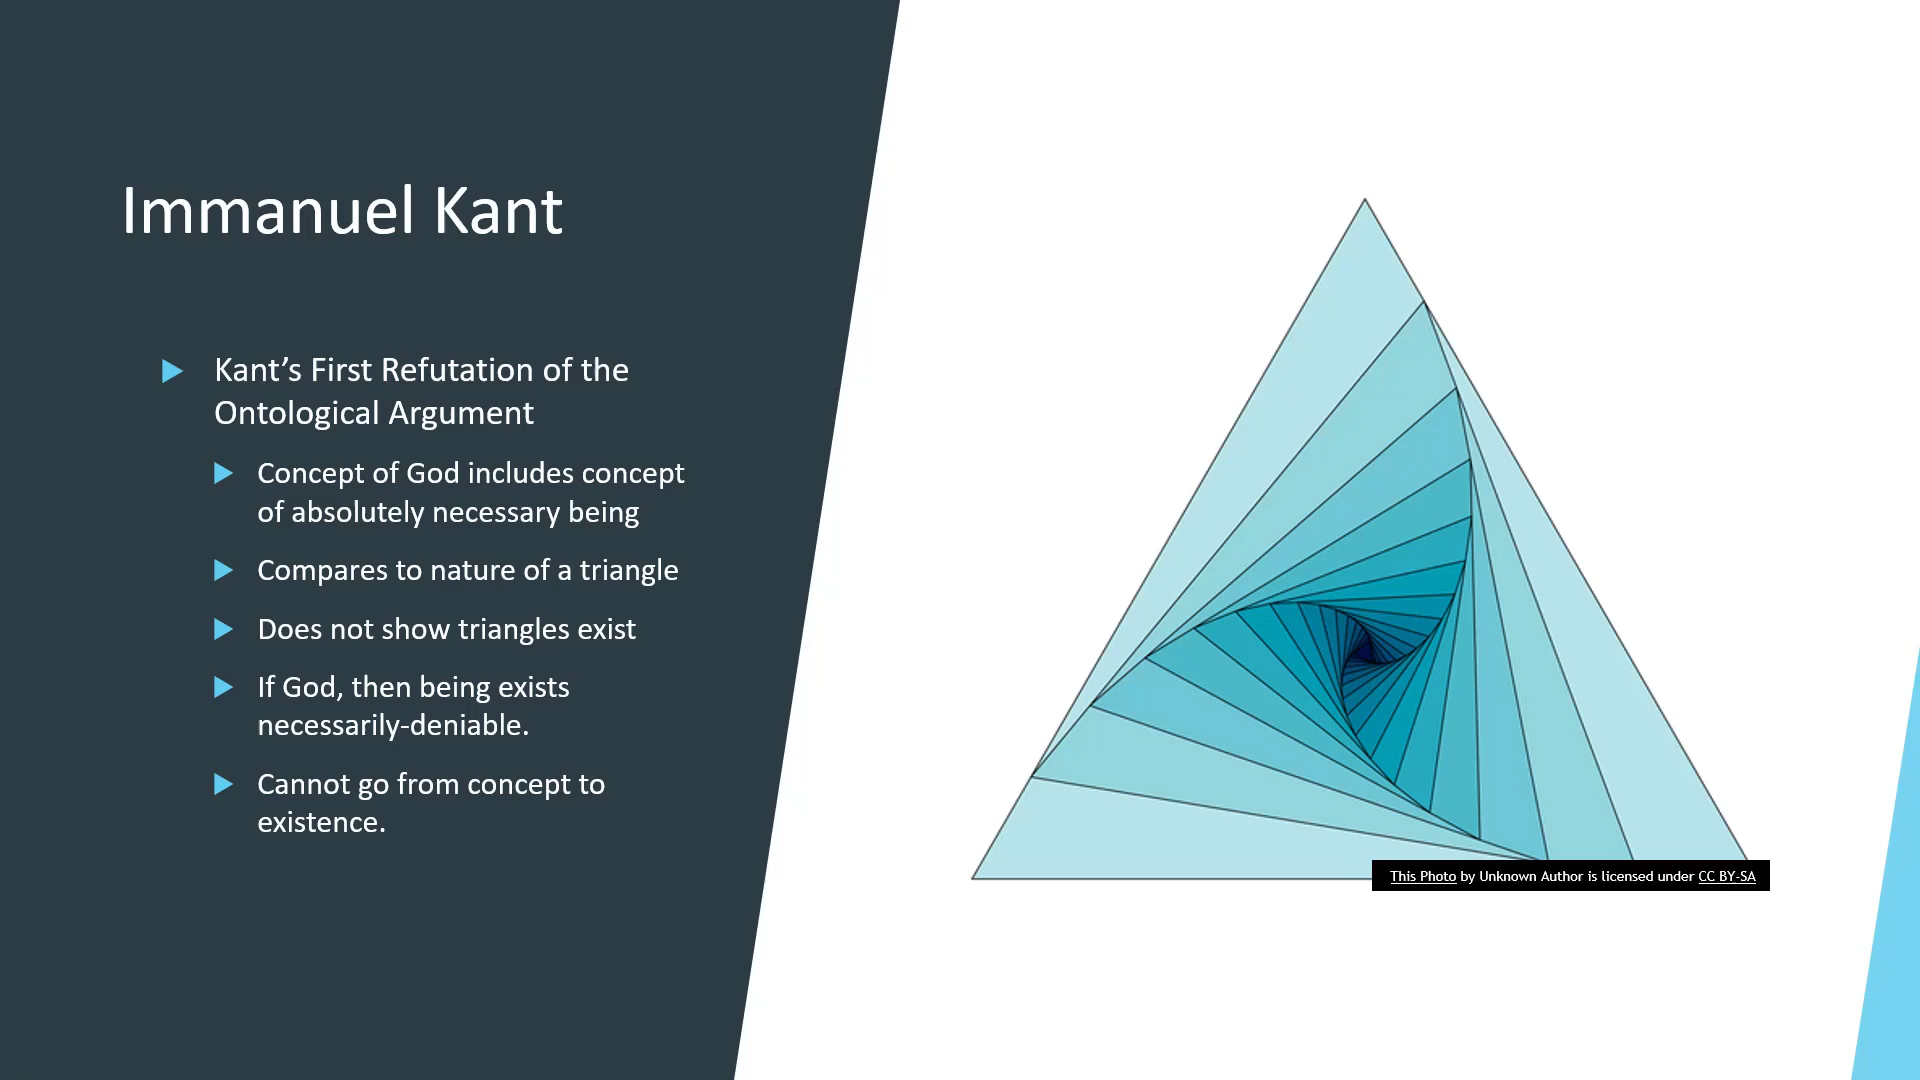 Immanuel Kant
Kant’s First Refutation of the
Ontological Argument
Concept of God includes concept
of absolutely necessary being
Compares to nature of a triangle
Does not show triangles exist
If God, then being exists
necessarily-deniable.
Cannot go from concept to
existence.
This Photo by Unknown Author is licensed under CC BY-SA